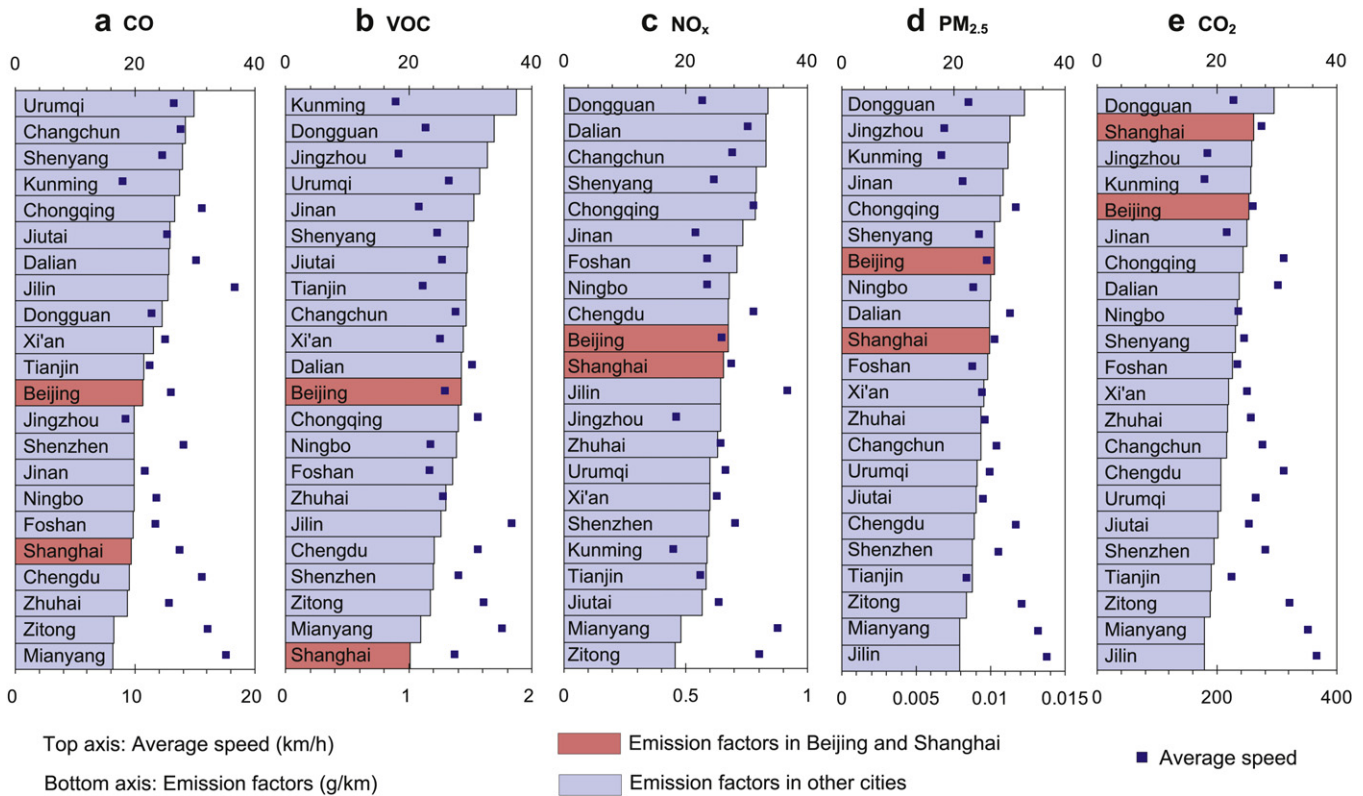 a CO
b VOC
c NOx
d PM2.5
e CO2
0 20 40
0 20 40
0 20 40
0 20 40
0 20 40
Urumqi
Changchun
Shenyang
Kunming
Chongqing
Jiutai
Dalian
Jilin
Dongguan
Xi'an
Tianjin
Beijing
Jingzhou
Shenzhen
Jinan
Ningbo
Foshan
Shanghai
Chengdu
Zhuhai
Zitong
Mianyang
Kunming
Dongguan
Jingzhou
Urumqi
Jinan
Shenyang
Jiutai
Tianjin
Changchun
Xi'an
Dalian
Beijing
Chongqing
Ningbo
Foshan
Zhuhai
Jilin
Chengdu
Shenzhen
Zitong
Mianyang
Shanghai
Dongguan
Dalian
Changchun
Shenyang
Chongqing
Jinan
Foshan
Ningbo
Chengdu
Beijing
Shanghai
Jilin
Jingzhou
Zhuhai
Urumqi
Xi'an
Shenzhen
Kunming
Tianjin
Jiutai
Mianyang
Zitong
Dongguan
Jingzhou
Kunming
Jinan
Chongqing
Shenyang
Beijing
Ningbo
Dalian
Shanghai
Foshan
Xi'an
Zhuhai
Changchun
Urumqi
Jiutai
Chengdu
Shenzhen
Tianjin
Zitong
Mianyang
Jilin
Dongguan
Shanghai
Jingzhou
Kunming
Beijing
Jinan
Chongqing
Dalian
Ningbo
Shenyang
Foshan
Xi'an
Zhuhai
Changchun
Chengdu
Urumqi
Jiutai
Shenzhen
Tianjin
Zitong
Mianyang
Jilin
0 10 20
0 1 2
0 0.5 1
0 0.005 0.01 0.015
200 400
Top axis: Average speed (km/h)
Bottom axis: Emission factors (g/km)
Emission factors in Beijing and Shanghai
Emission factors in other cities
Average speed